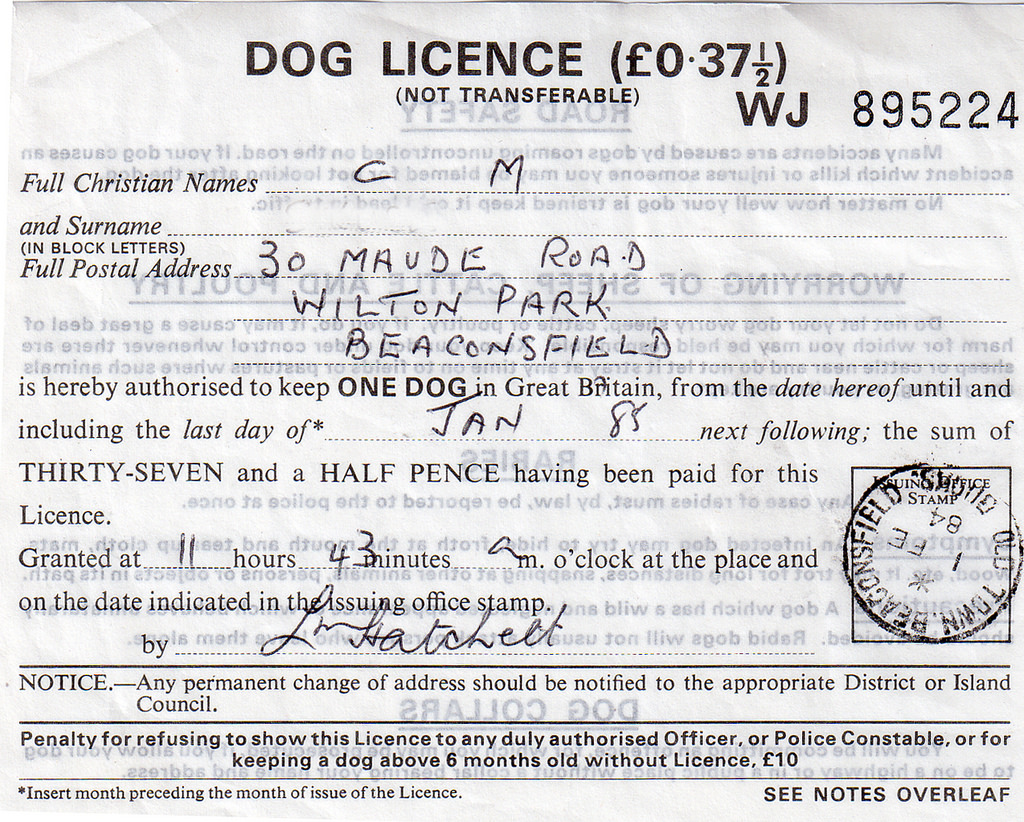 DOG LICENCE (£0·37½)
(NOT TRANSFERABLE)
WJ 895224
Full Christian Names C M
and Surname
(IN BLOCK LETTERS)
Full Postal Address 30 MAUDE ROAD
WILTON PARK
BEACONSFIELD
is hereby authorised to keep ONE DOG in Great Britain, from the date hereof until and
including the last day of* JAN 85 next following; the sum of
THIRTY-SEVEN and a HALF PENCE having been paid for this
Licence.
ISSUING OFFICE
STAMP
OLD TOWN. BEACONSFIELD BUCKS
1 FE
84
Granted at 11 hours 43 minutes a m. o'clock at the place and
on the date indicated in the issuing office stamp.
by Hatchett
NOTICE.—Any permanent change of address should be notified to the appropriate District or Island
Council.
Penalty for refusing to show this Licence to any duly authorised Officer, or Police Constable, or for
keeping a dog above 6 months old without Licence, £10
*Insert month preceding the month of issue of the Licence.
SEE NOTES OVERLEAF